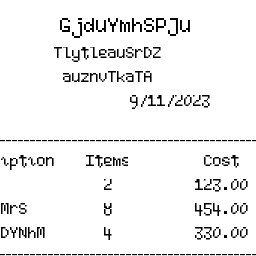 GjduYmhSPJu
TlytleauSrDZ
auznvTkaTA
9/11/2023
iption Items Cost
2 123.00
MrS 8 454.00
DYNhM 4 330.00